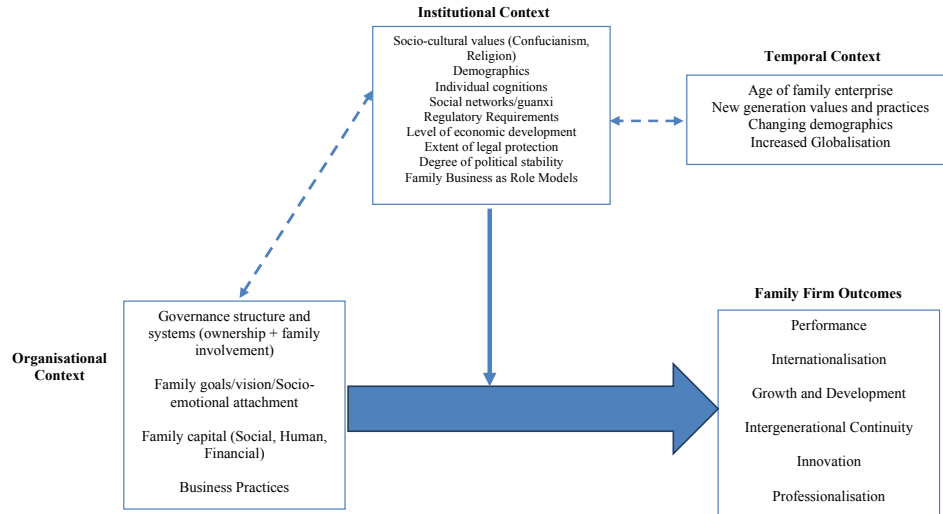 Institutional Context
Socio-cultural values (Confucianism,
Religion)
Demographics
Individual cognitions
Social networks/guanxi
Regulatory Requirements
Level of economic development
Extent of legal protection
Degree of political stability
Family Business as Role Models
Temporal Context
Age of family enterprise
New generation values and practices
Changing demographics
Increased Globalisation
Organisational
Context
Governance structure and
systems (ownership + family
involvement)
Family goals/vision/Socio-
emotional attachment
Family capital (Social, Human,
Financial)
Business Practices
Family Firm Outcomes
Performance
Internationalisation
Growth and Development
Intergenerational Continuity
Innovation
Professionalisation